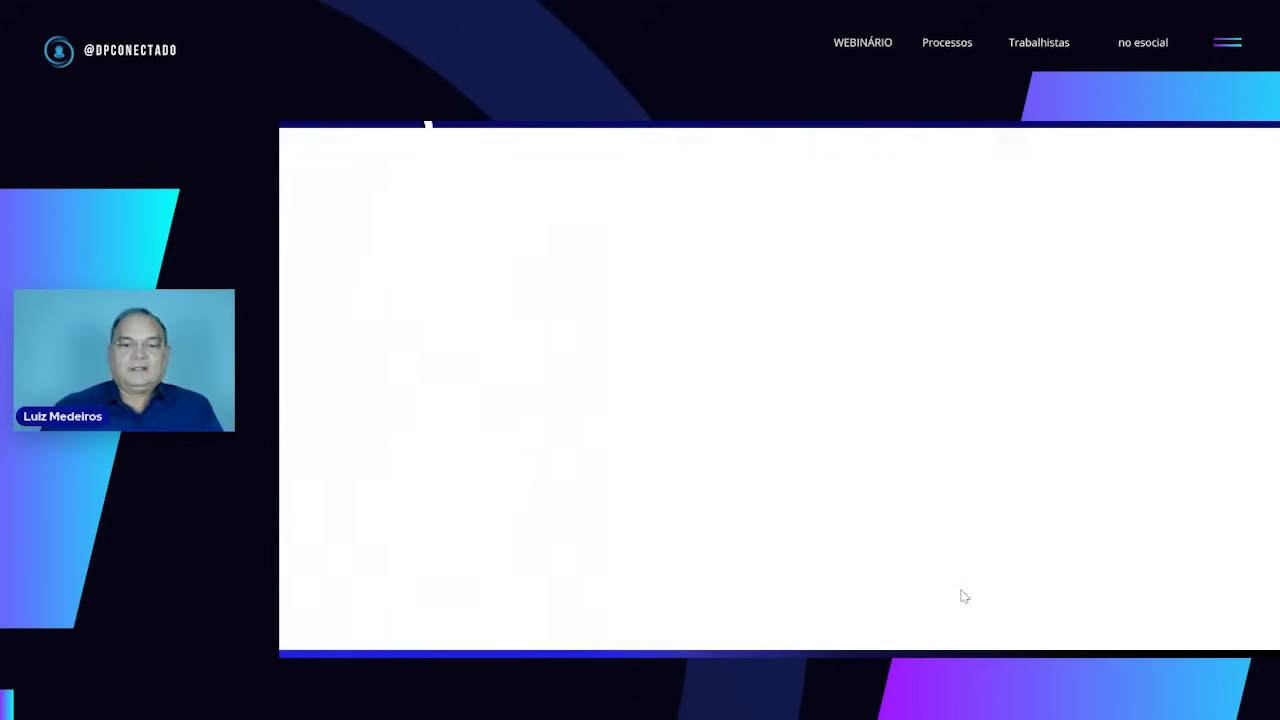 @DPCONECTADO
WEBINÁRIO Processos Trabalhistas no esocial
Luiz Medeiros